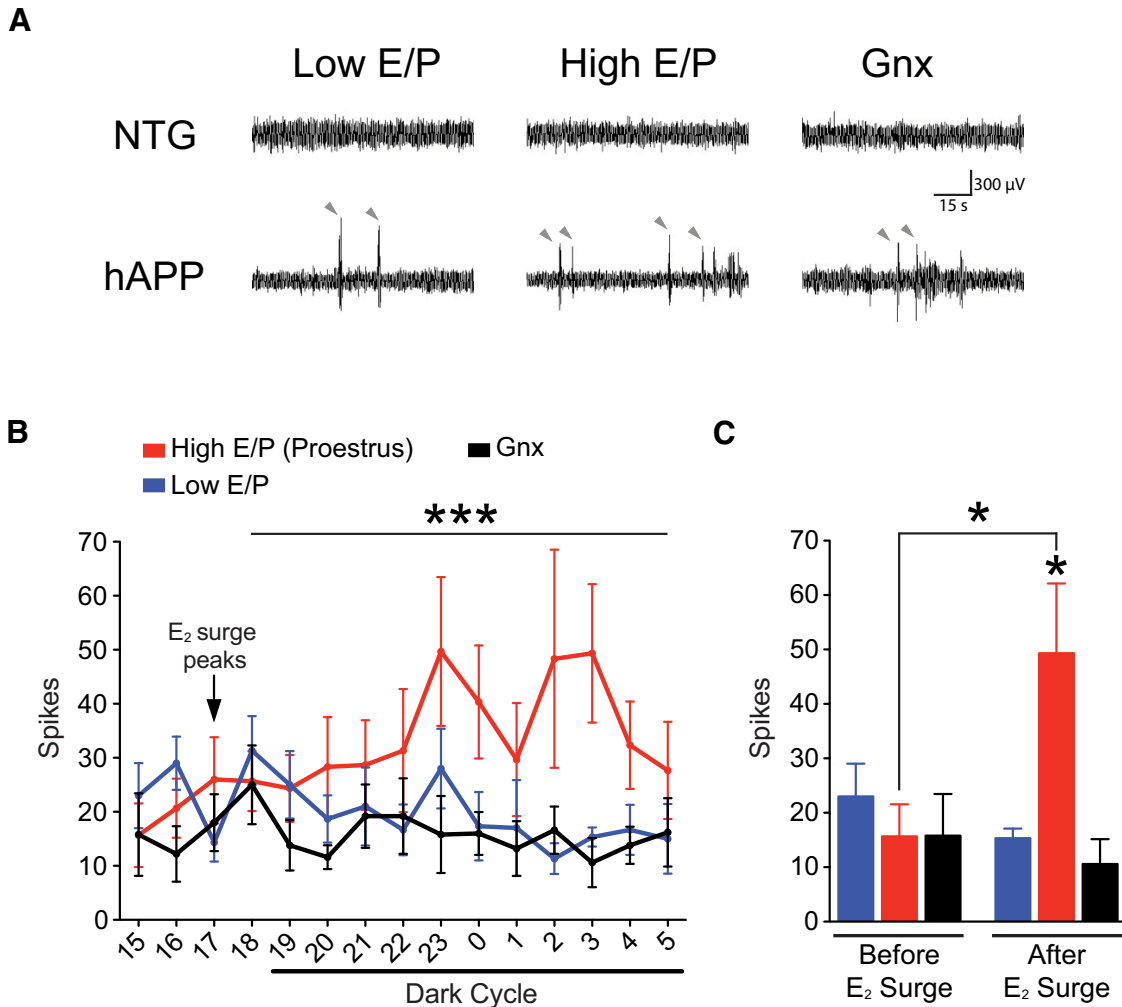 A
Low E/P High E/P Gnx
NTG
300 µV
15 s
hAPP
B
High E/P (Proestrus) Gnx
Low E/P
***
70
60
50
40
30
20
10
0
Spikes
E₂ surge
peaks
15 16 17 18 19 20 21 22 23 0 1 2 3 4 5
Dark Cycle
C
*
*
70
60
50
40
30
20
10
0
Spikes
Before
E₂ Surge
After
E₂ Surge